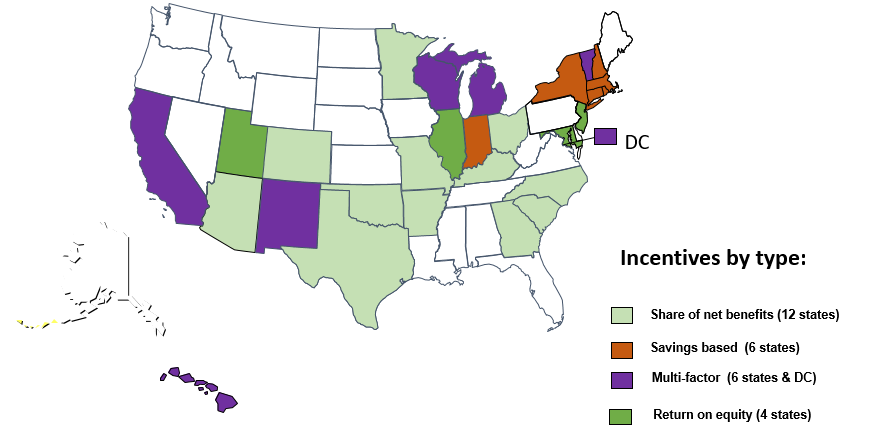 DC
Incentives by type:
Share of net benefits (12 states)
Savings based (6 states)
Multi-factor (6 states & DC)
Return on equity (4 states)